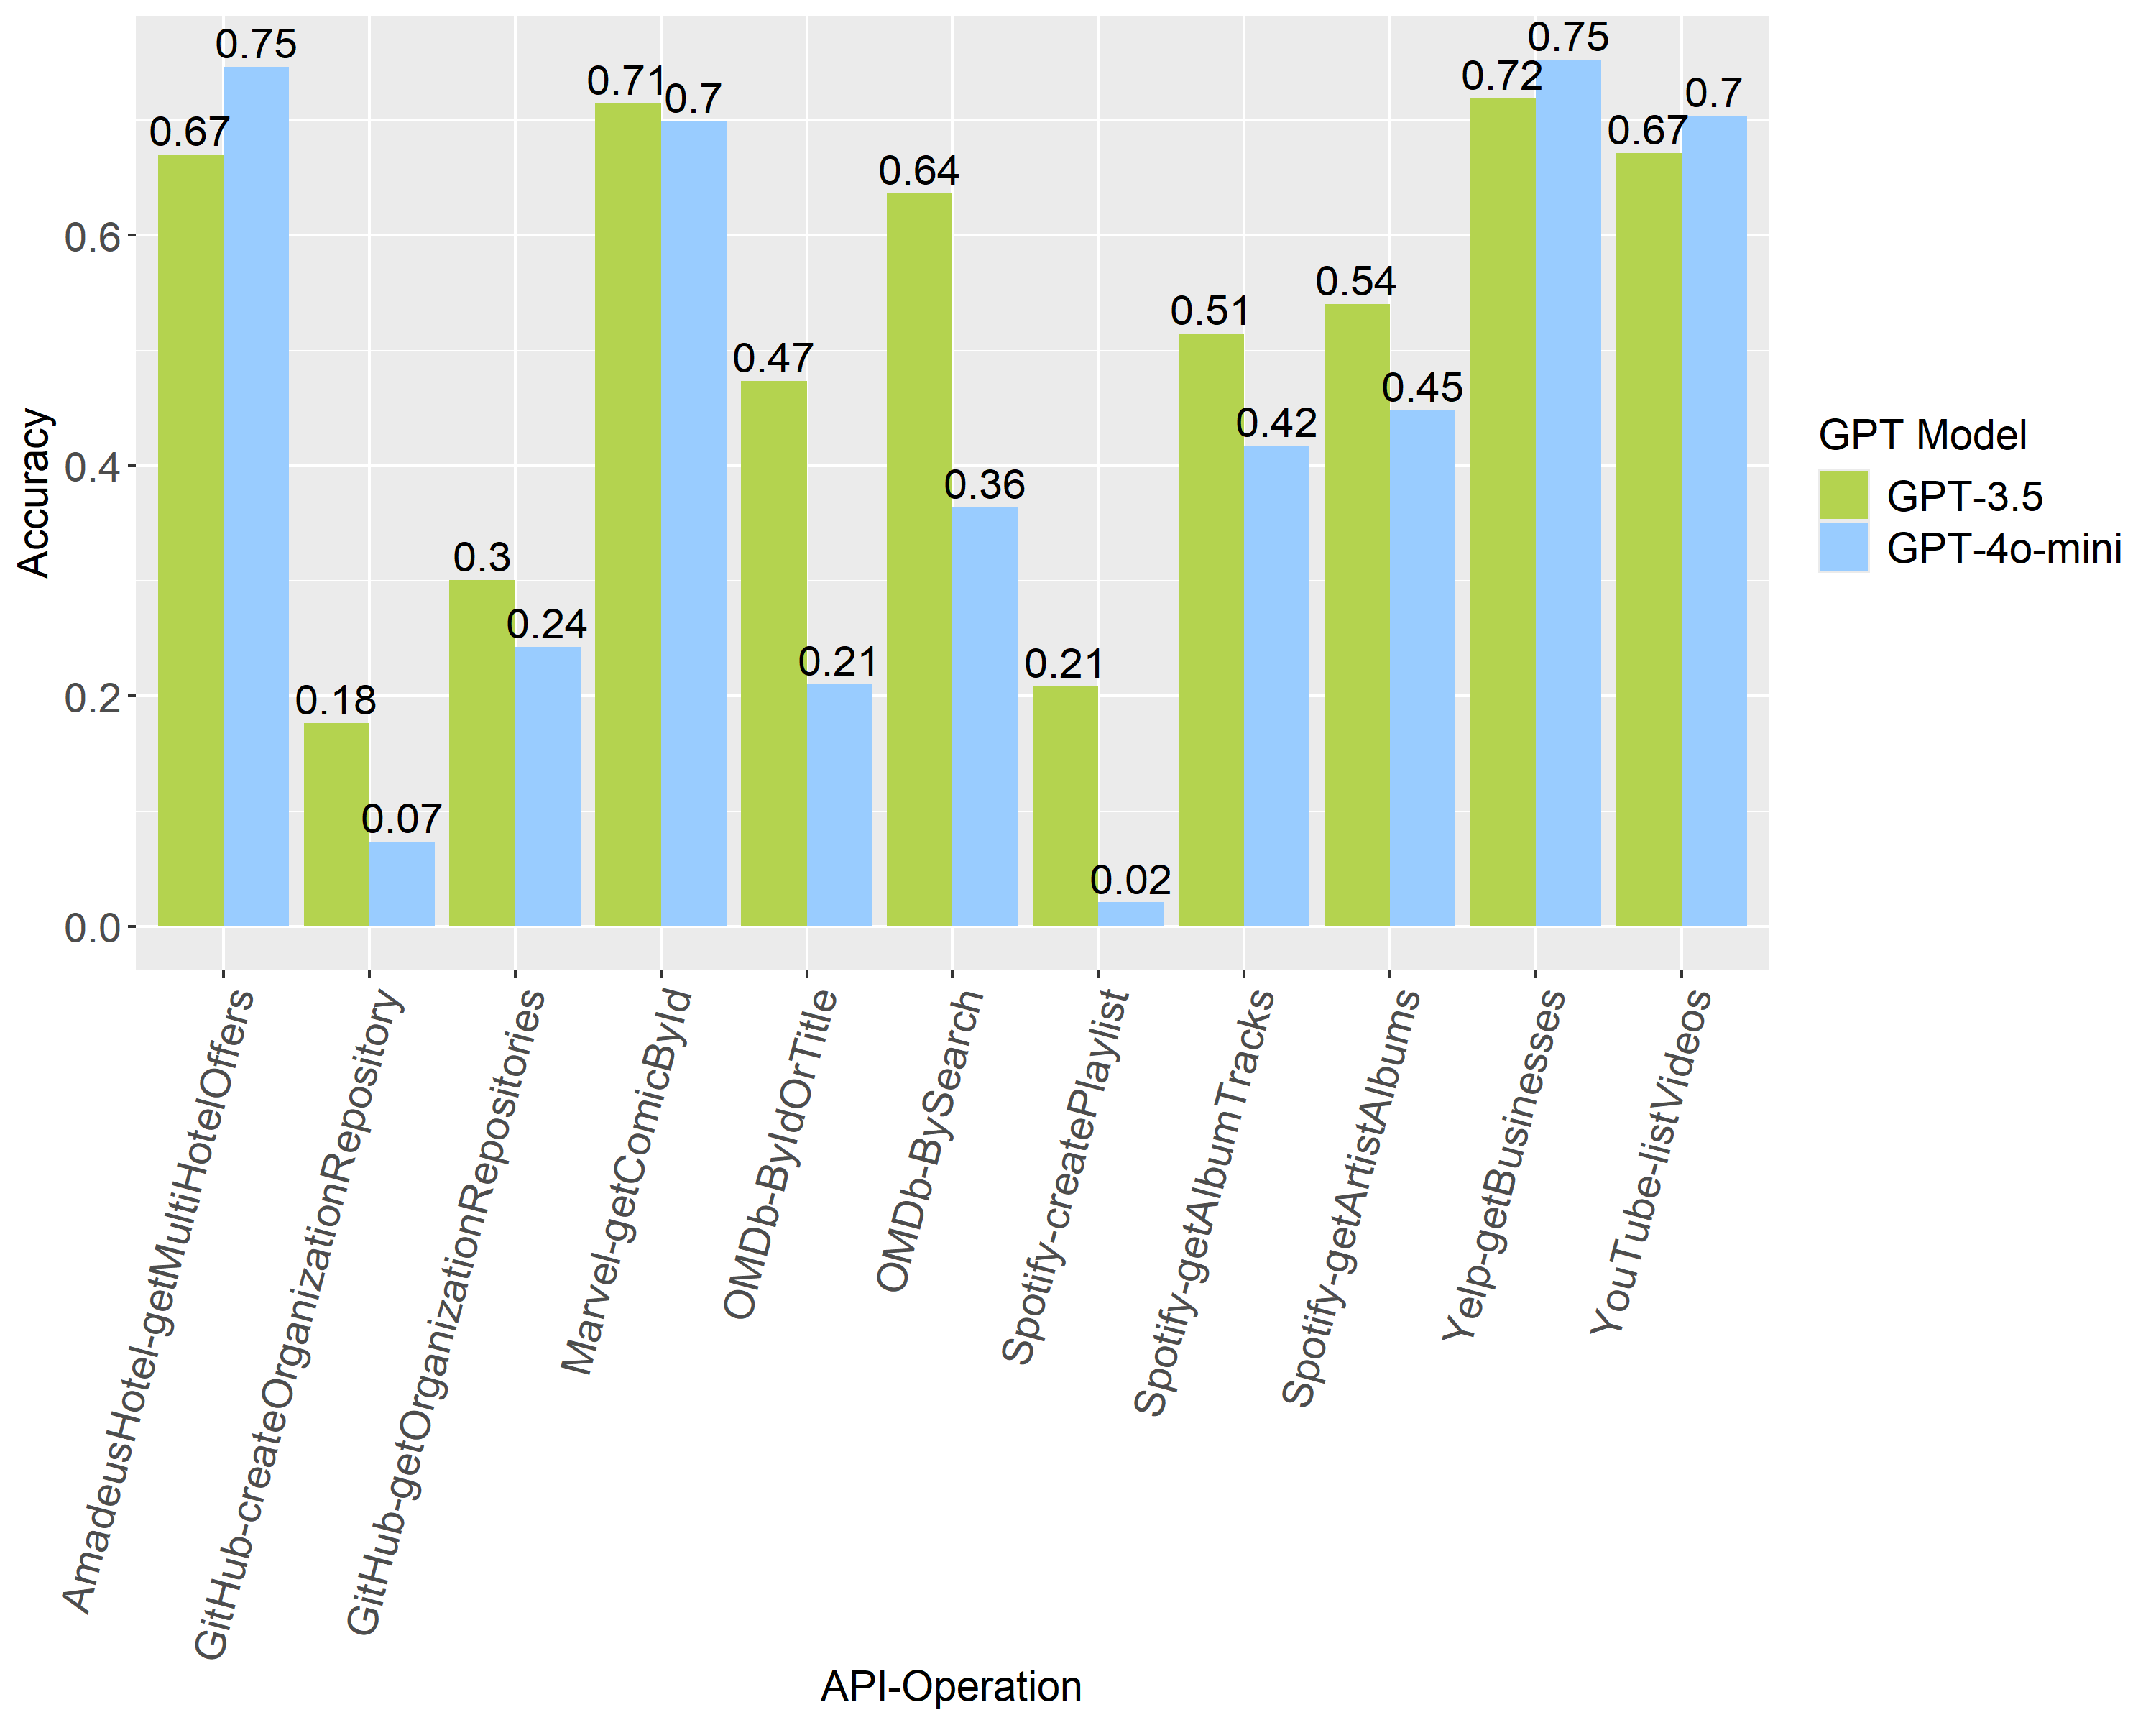 0.75
0.67
0.18
0.07
0.3
0.24
0.71
0.7
0.47
0.21
0.64
0.36
0.21
0.02
0.51
0.42
0.54
0.45
0.72
0.75
0.67
0.7
Accuracy
0.6
0.4
0.2
0.0
AmadeusHotel-getMultiHotelOffers
GitHub-createOrganizationRepository
GitHub-getOrganizationRepositories
Marvel-getComicById
OMDb-ByIdOrTitle
OMDb-BySearch
Spotify-createPlaylist
Spotify-getAlbumTracks
Spotify-getArtistAlbums
Yelp-getBusinesses
YouTube-listVideos
API-Operation
GPT Model
GPT-3.5
GPT-4o-mini